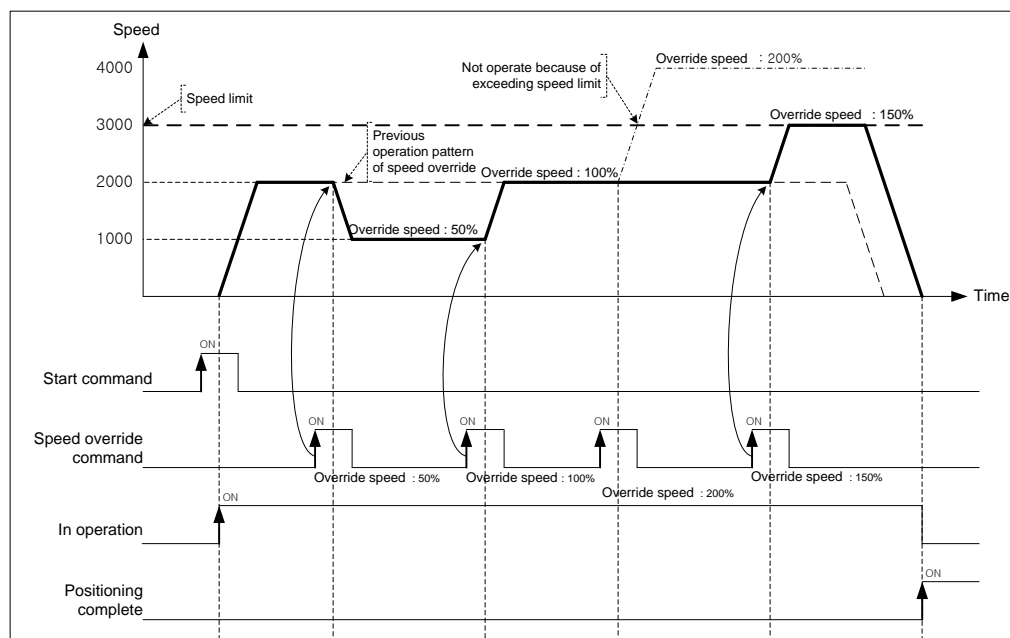 Speed
4000
Override speed : 200%
Not operate because of
exceeding speed limit
Speed limit
3000
Override speed : 150%
Previous
operation pattern
of speed override
2000
Override speed : 100%
1000
Override speed : 50%
Time
ON
Start command
ON
ON
ON
ON
Speed override
command
Override speed : 50%
Override speed : 100%
Override speed : 150%
Override speed : 200%
ON
In operation
ON
Positioning
complete